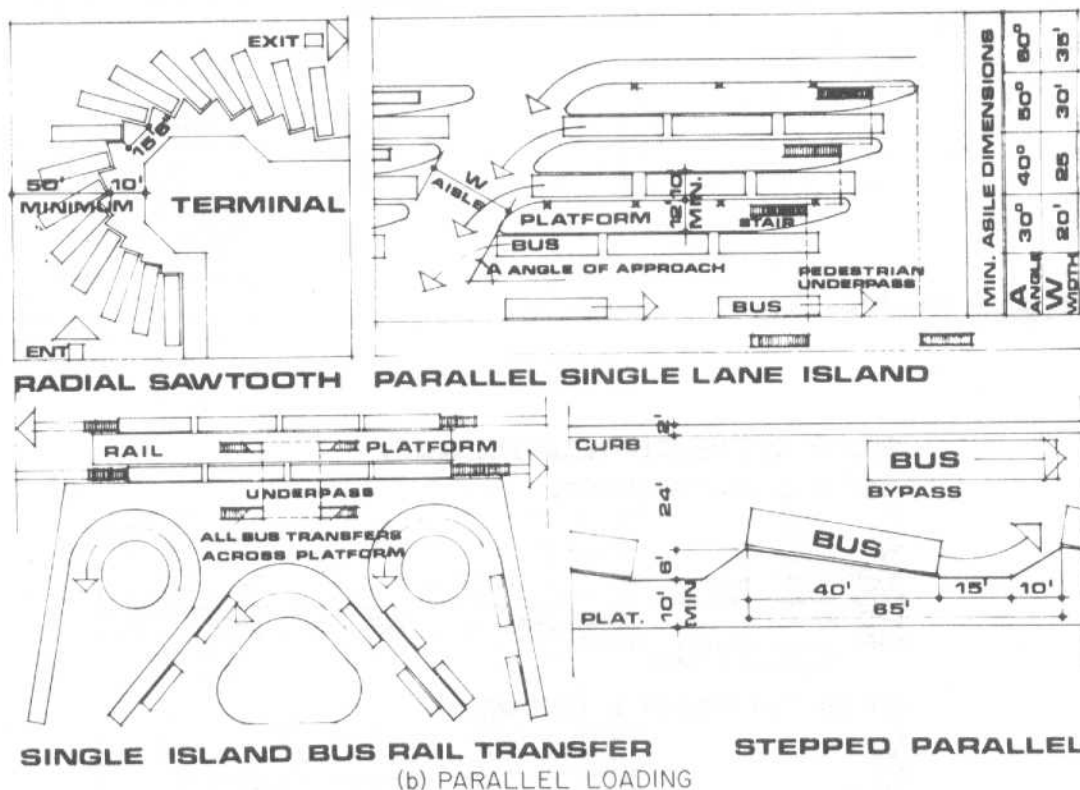 EXIT
15'
6'
50'
10'
MINIMUM
TERMINAL
ENT
RADIAL SAWTOOTH
W
AISLE
PLATFORM
12'
10'
MIN.
STAIR
BUS
A ANGLE OF APPROACH
PEDESTRIAN
UNDERPASS
BUS
MIN. ASILE DIMENSIONS
A ANGLE 30° 40° 50° 60°
W WIDTH 20' 25 30' 35'
PARALLEL SINGLE LANE ISLAND
RAIL PLATFORM
UNDERPASS
ALL BUS TRANSFERS
ACROSS PLATFORM
SINGLE ISLAND BUS RAIL TRANSFER
2'
CURB
BUS
BYPASS
24'
BUS
6'
40' 15' 10'
65'
10'
MIN
PLAT.
STEPPED PARALLEL
(b) PARALLEL LOADING